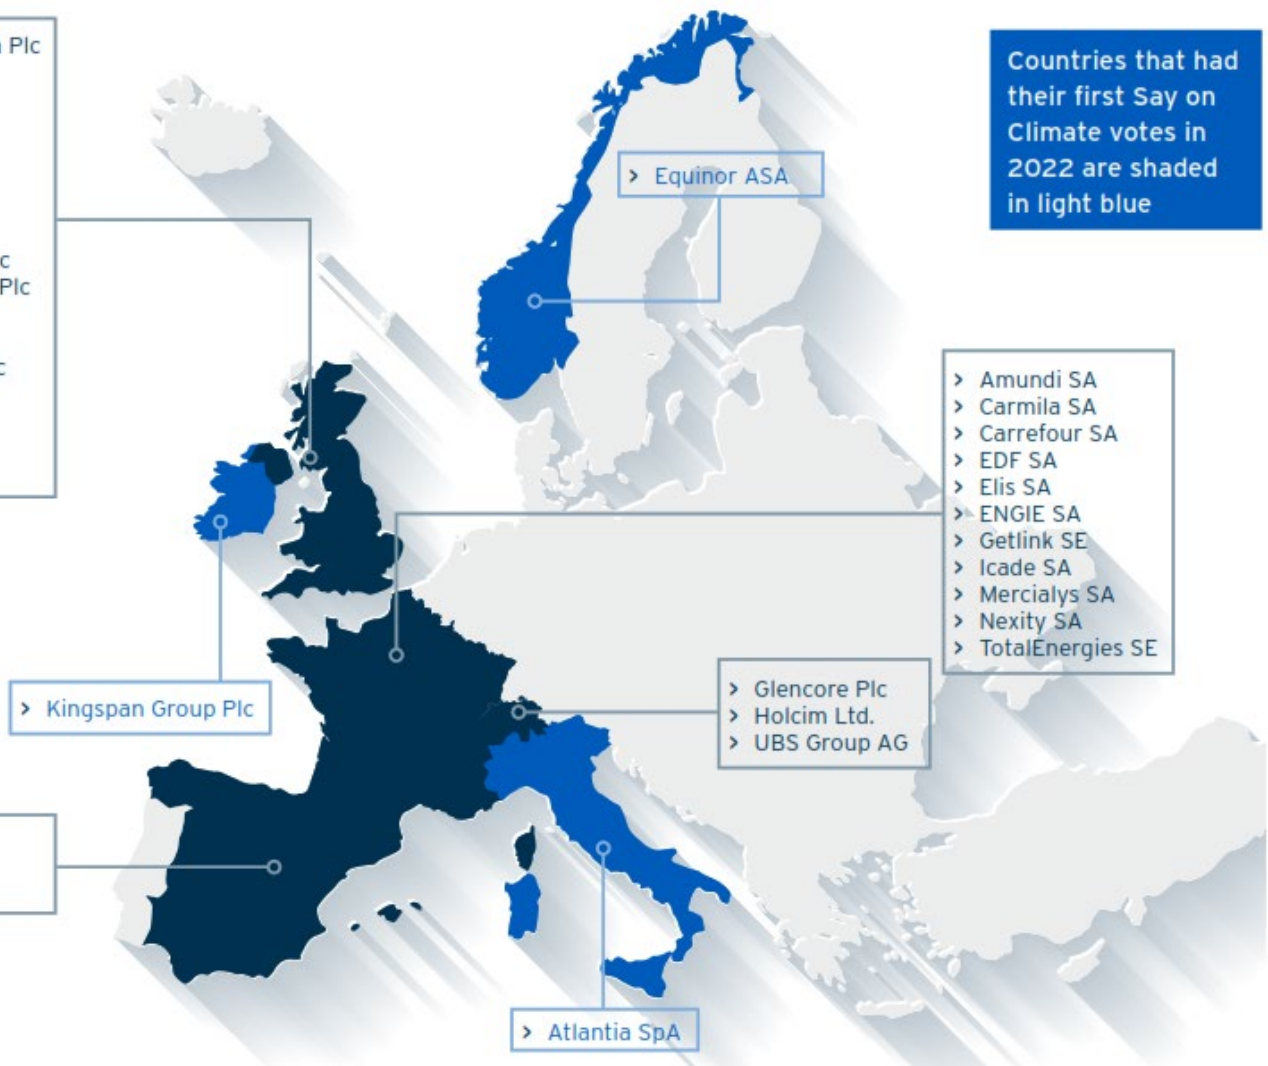 Plc
c
Plc
c
Countries that had
their first Say on
Climate votes in
2022 are shaded
in light blue
> Equinor ASA
> Amundi SA
> Carmila SA
> Carrefour SA
> EDF SA
> Elis SA
> ENGIE SA
> Getlink SE
> Icade SA
> Mercialys SA
> Nexity SA
> TotalEnergies SE
> Glencore Plc
> Holcim Ltd.
> UBS Group AG
> Kingspan Group Plc
> Atlantia SpA